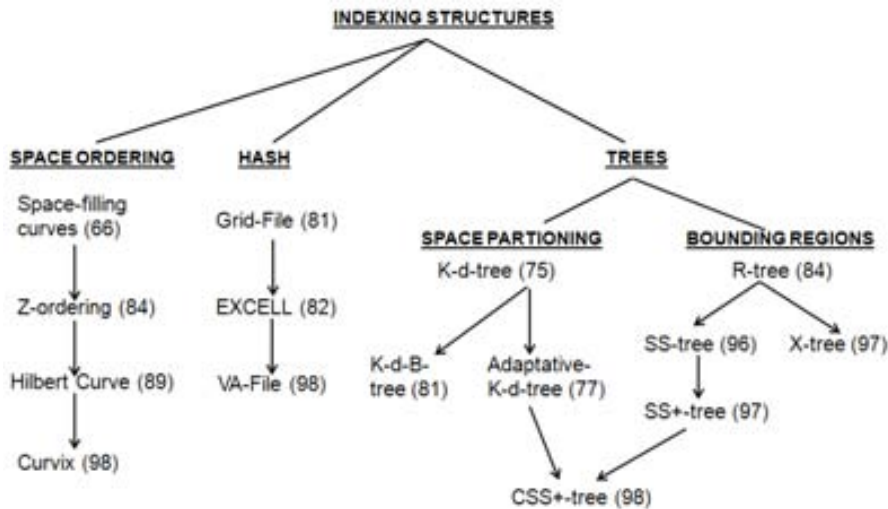 INDEXING STRUCTURES
SPACE ORDERING
HASH
TREES
Space-filling
curves (66)
Grid-File (81)
SPACE PARTIONING
BOUNDING REGIONS
K-d-tree (75)
R-tree (84)
Z-ordering (84)
EXCELL (82)
K-d-B-
tree (81)
Adaptative-
K-d-tree (77)
SS-tree (96)
X-tree (97)
Hilbert Curve (89)
VA-File (98)
SS+-tree (97)
Curvix (98)
CSS+-tree (98)